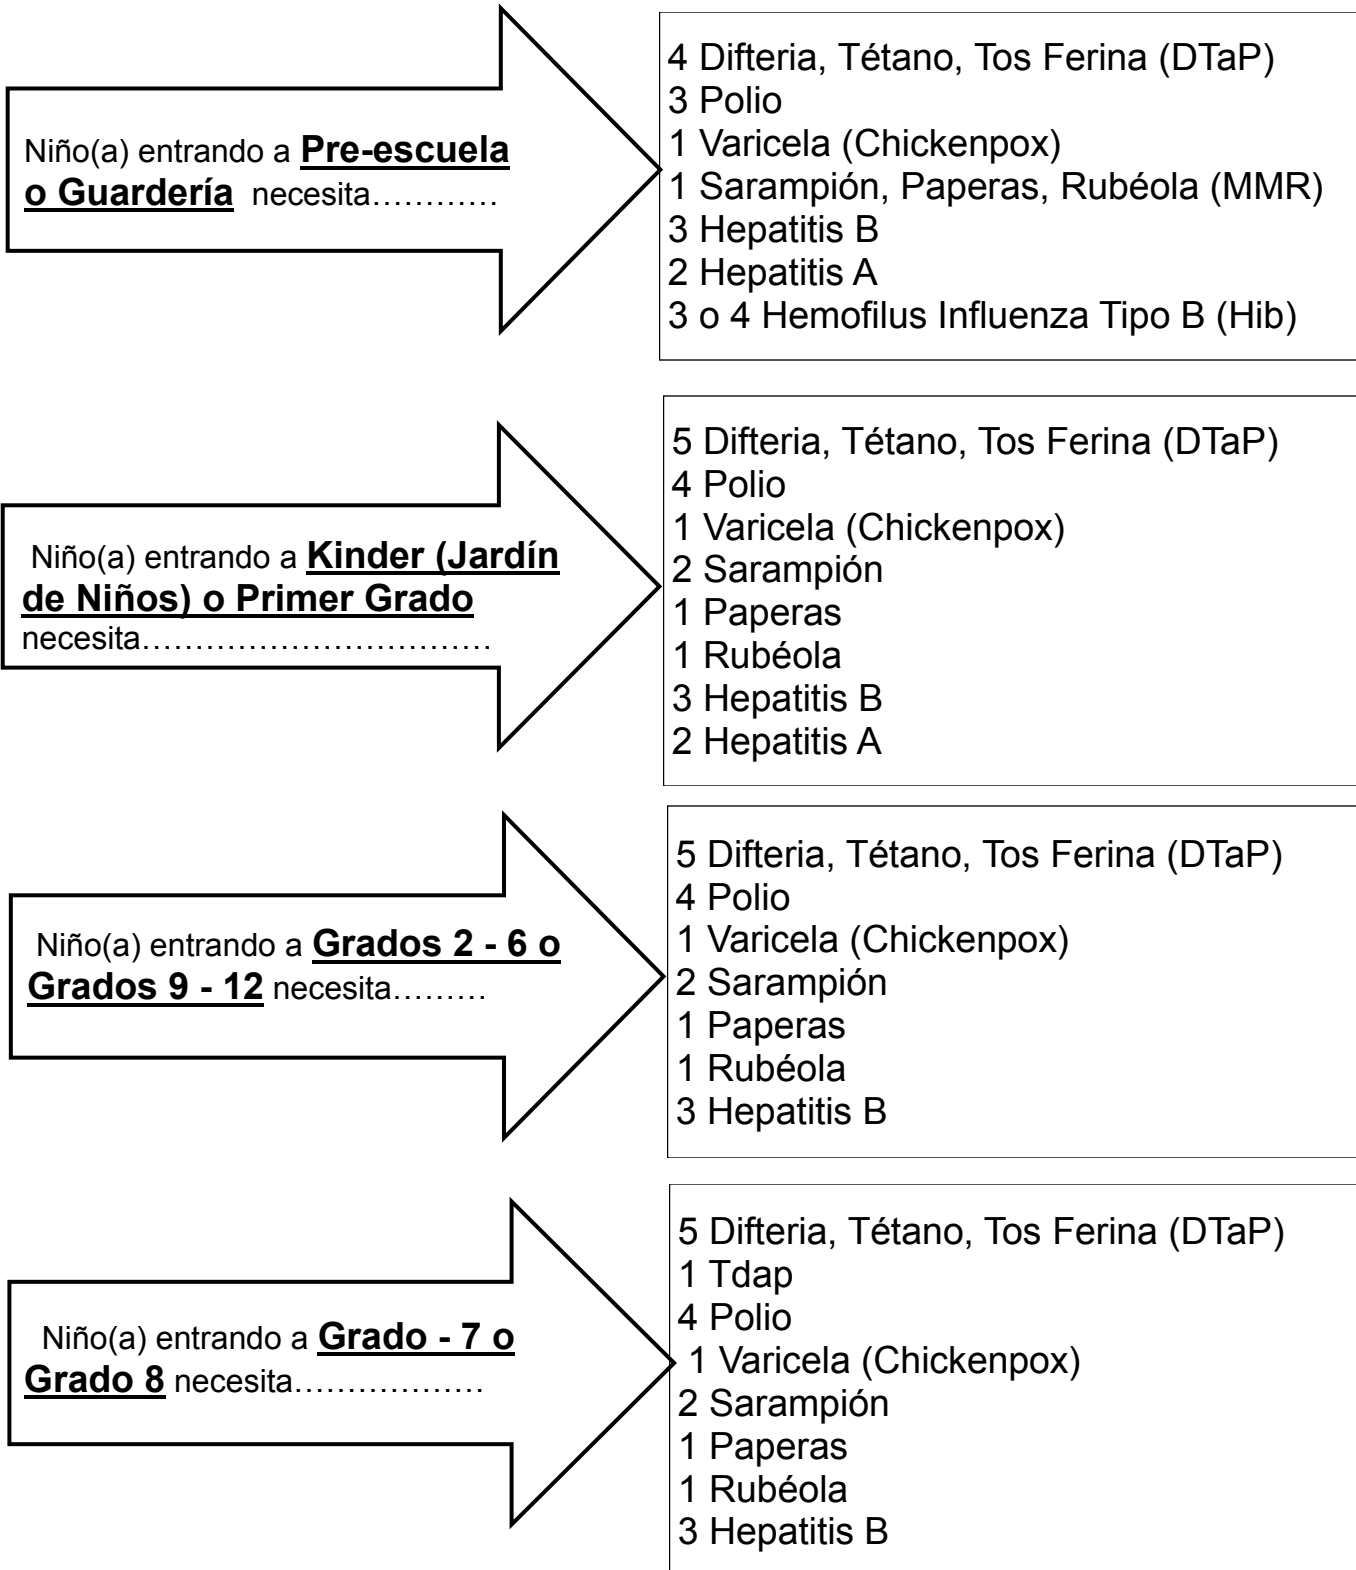 Niño(a) entrando a Pre-escuela
o Guardería necesita............
4 Difteria, Tétano, Tos Ferina (DTaP)
3 Polio
1 Varicela (Chickenpox)
1 Sarampión, Paperas, Rubéola (MMR)
3 Hepatitis B
2 Hepatitis A
3 o 4 Hemofilus Influenza Tipo B (Hib)
Niño(a) entrando a Kinder (Jardín
de Niños) o Primer Grado
necesita.................................
5 Difteria, Tétano, Tos Ferina (DTaP)
4 Polio
1 Varicela (Chickenpox)
2 Sarampión
1 Paperas
1 Rubéola
3 Hepatitis B
2 Hepatitis A
Niño(a) entrando a Grados 2 - 6 o
Grados 9 - 12 necesita.........
5 Difteria, Tétano, Tos Ferina (DTaP)
4 Polio
1 Varicela (Chickenpox)
2 Sarampión
1 Paperas
1 Rubéola
3 Hepatitis B
Niño(a) entrando a Grado - 7 o
Grado 8 necesita..................
5 Difteria, Tétano, Tos Ferina (DTaP)
1 Tdap
4 Polio
1 Varicela (Chickenpox)
2 Sarampión
1 Paperas
1 Rubéola
3 Hepatitis B